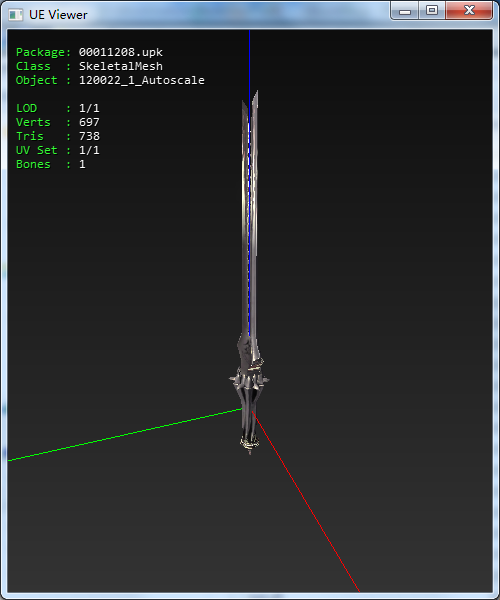 UE Viewer
Package: 00011208.upk
Class  : SkeletalMesh
Object : 120022_1_Autoscale
LOD    : 1/1
Verts  : 697
Tris   : 738
UV Set : 1/1
Bones  : 1